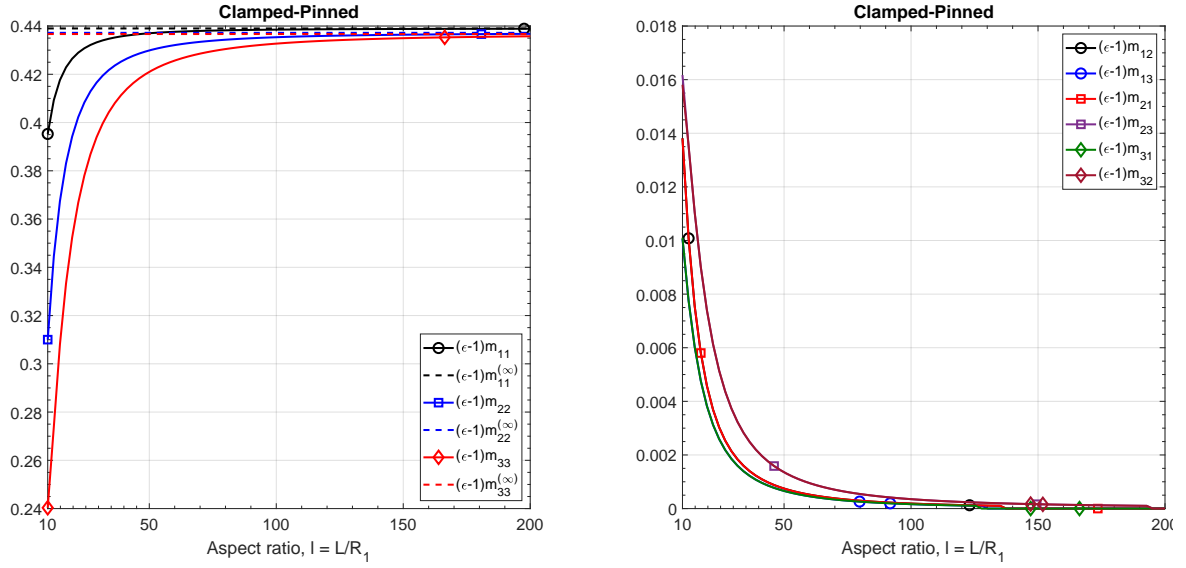 Clamped-Pinned
0.44
0.42
0.4
0.38
0.36
0.34
0.32
0.31
0.3
0.28
0.26
0.24
10
50
100
150
200
Aspect ratio, l = L/R₁
(ϵ-1)m₁₁
(ϵ-1)m₁₁^(∞)
(ϵ-1)m₂₂
(ϵ-1)m₂₂^(∞)
(ϵ-1)m₃₃
(ϵ-1)m₃₃^(∞)
Clamped-Pinned
0.018
0.016
0.014
0.012
0.01
0.008
0.006
0.004
0.002
0
10
50
100
150
200
Aspect ratio, l = L/R₁
(ϵ-1)m₁₂
(ϵ-1)m₁₃
(ϵ-1)m₂₁
(ϵ-1)m₂₃
(ϵ-1)m₃₁
(ϵ-1)m₃₂